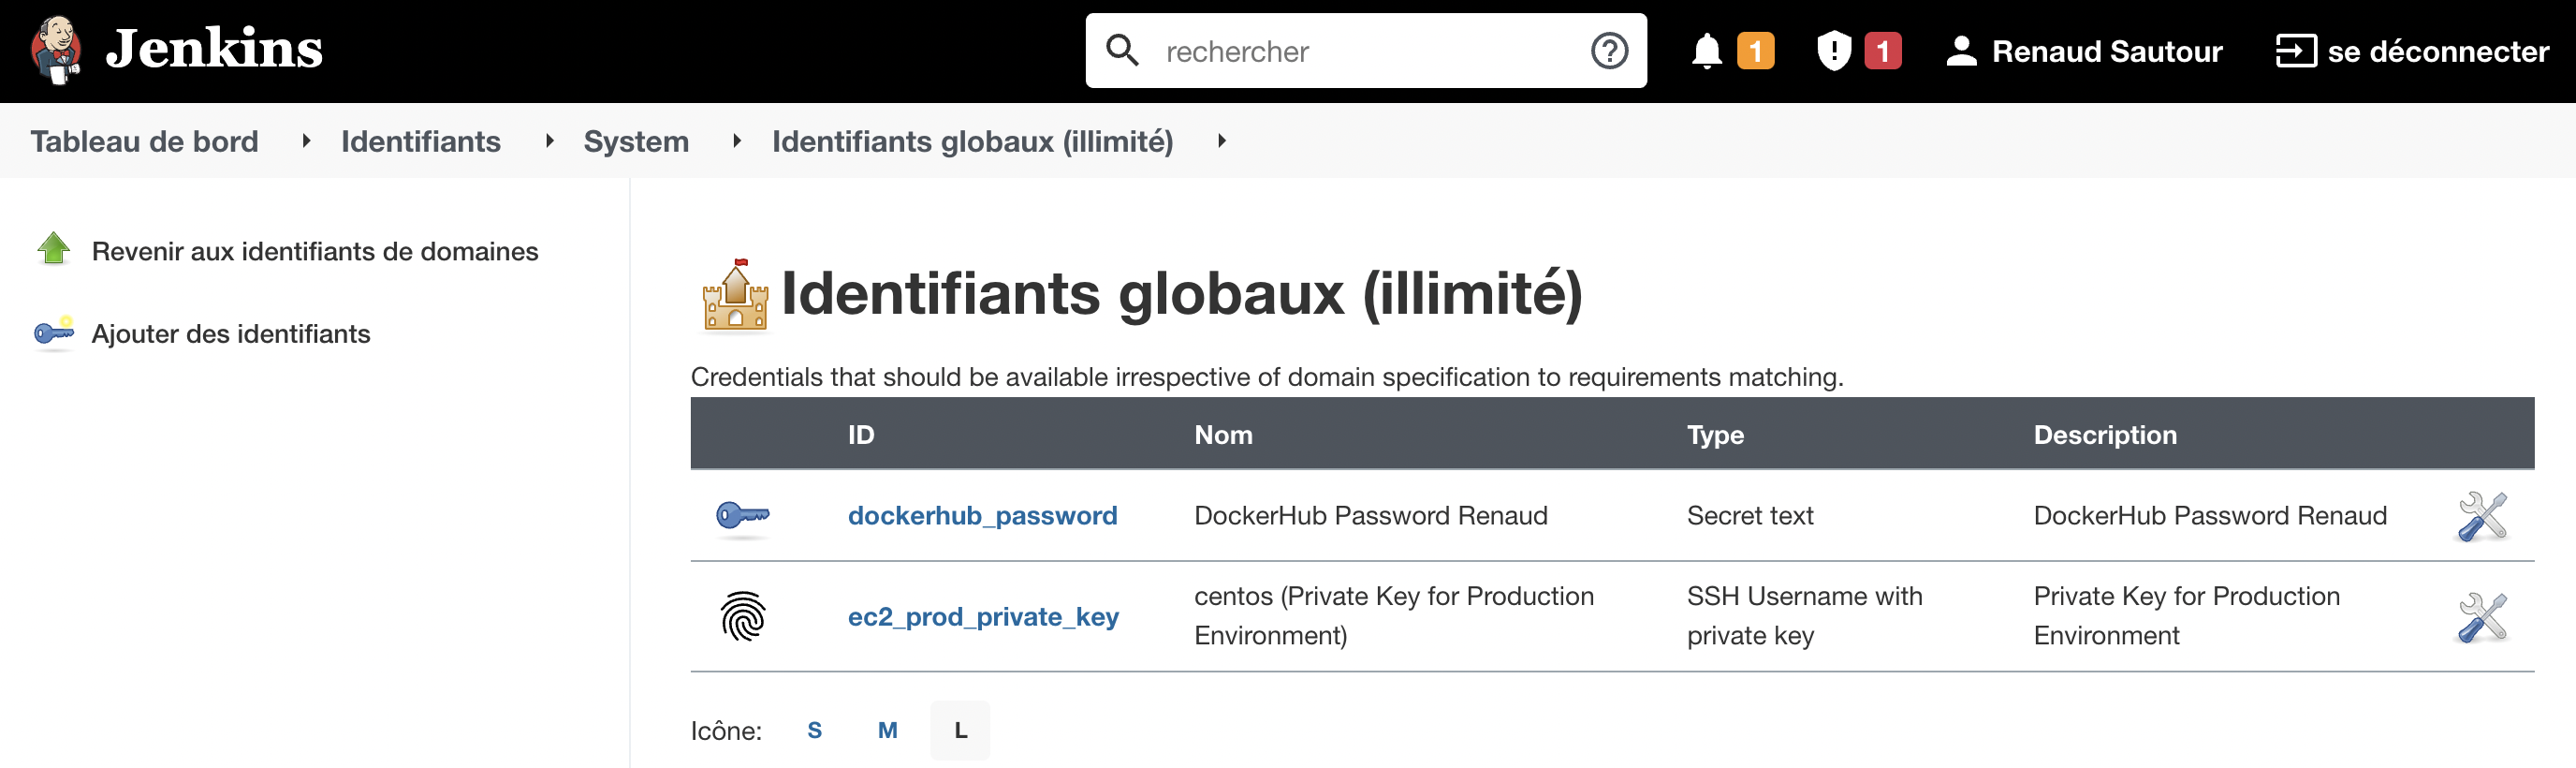 Jenkins
rechercher
1
1
Renaud Sautour
se déconnecter
Tableau de bord
Identifiants
System
Identifiants globaux (illimité)
Revenir aux identifiants de domaines
Ajouter des identifiants
Identifiants globaux (illimité)
Credentials that should be available irrespective of domain specification to requirements matching.
ID Nom Type Description
dockerhub_password DockerHub Password Renaud Secret text DockerHub Password Renaud
ec2_prod_private_key
centos (Private Key for Production
Environment)
SSH Username with
private key
Private Key for Production
Environment
Icône: S M L